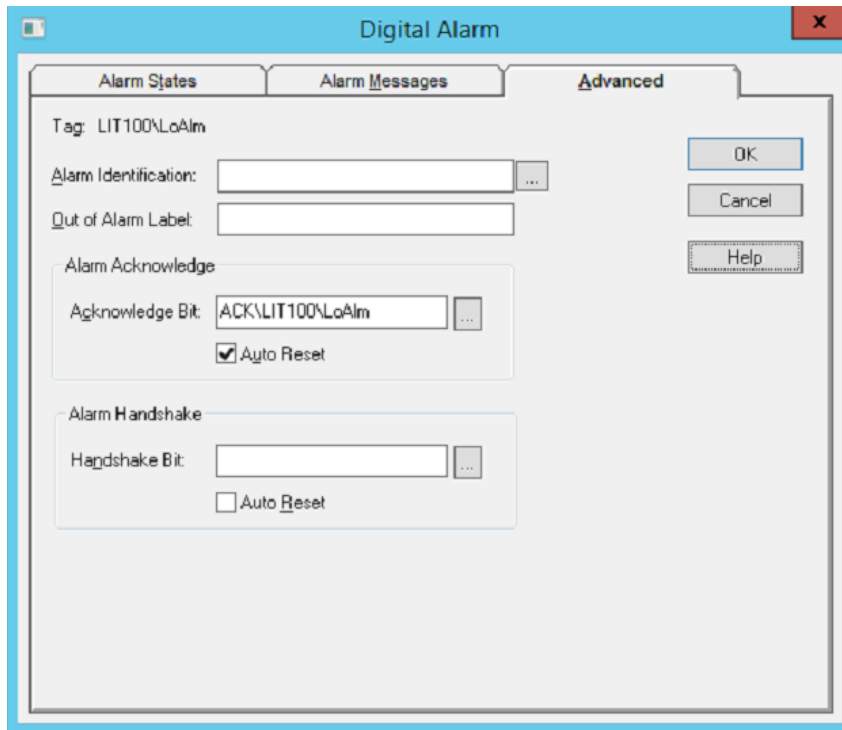 Digital Alarm
x
Alarm States
Alarm Messages
Advanced
Tag: LIT100\LoAlm
Alarm Identification:
...
Out of Alarm Label:
Alarm Acknowledge
Acknowledge Bit:
ACK\LIT100\LoAlm
...
Auto Reset
Alarm Handshake
Handshake Bit:
...
Auto Reset
OK
Cancel
Help